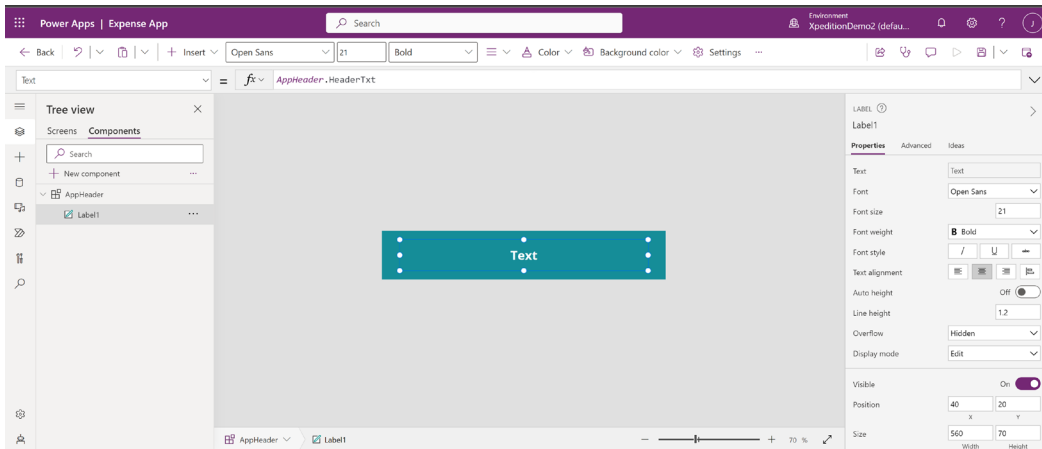 Power Apps | Expense App
Search
Environment
XpeditionDemo2 (defau...
?
J
Back
Insert
Open Sans
21
Bold
Color
Background color
Settings
...
Text
=
fx
AppHeader.HeaderTxt
Tree view
Screens
Components
Search
New component
...
AppHeader
Label1
...
Text
LABEL
Label1
Properties
Advanced
Ideas
Text
Text
Font
Open Sans
Font size
21
Font weight
B Bold
Font style
/ U
Text alignment
Auto height
Off
Line height
1.2
Overflow
Hidden
Display mode
Edit
Visible
On
Position
40
20
X
Y
Size
560
70
Width
Height
AppHeader
Label1
70 %